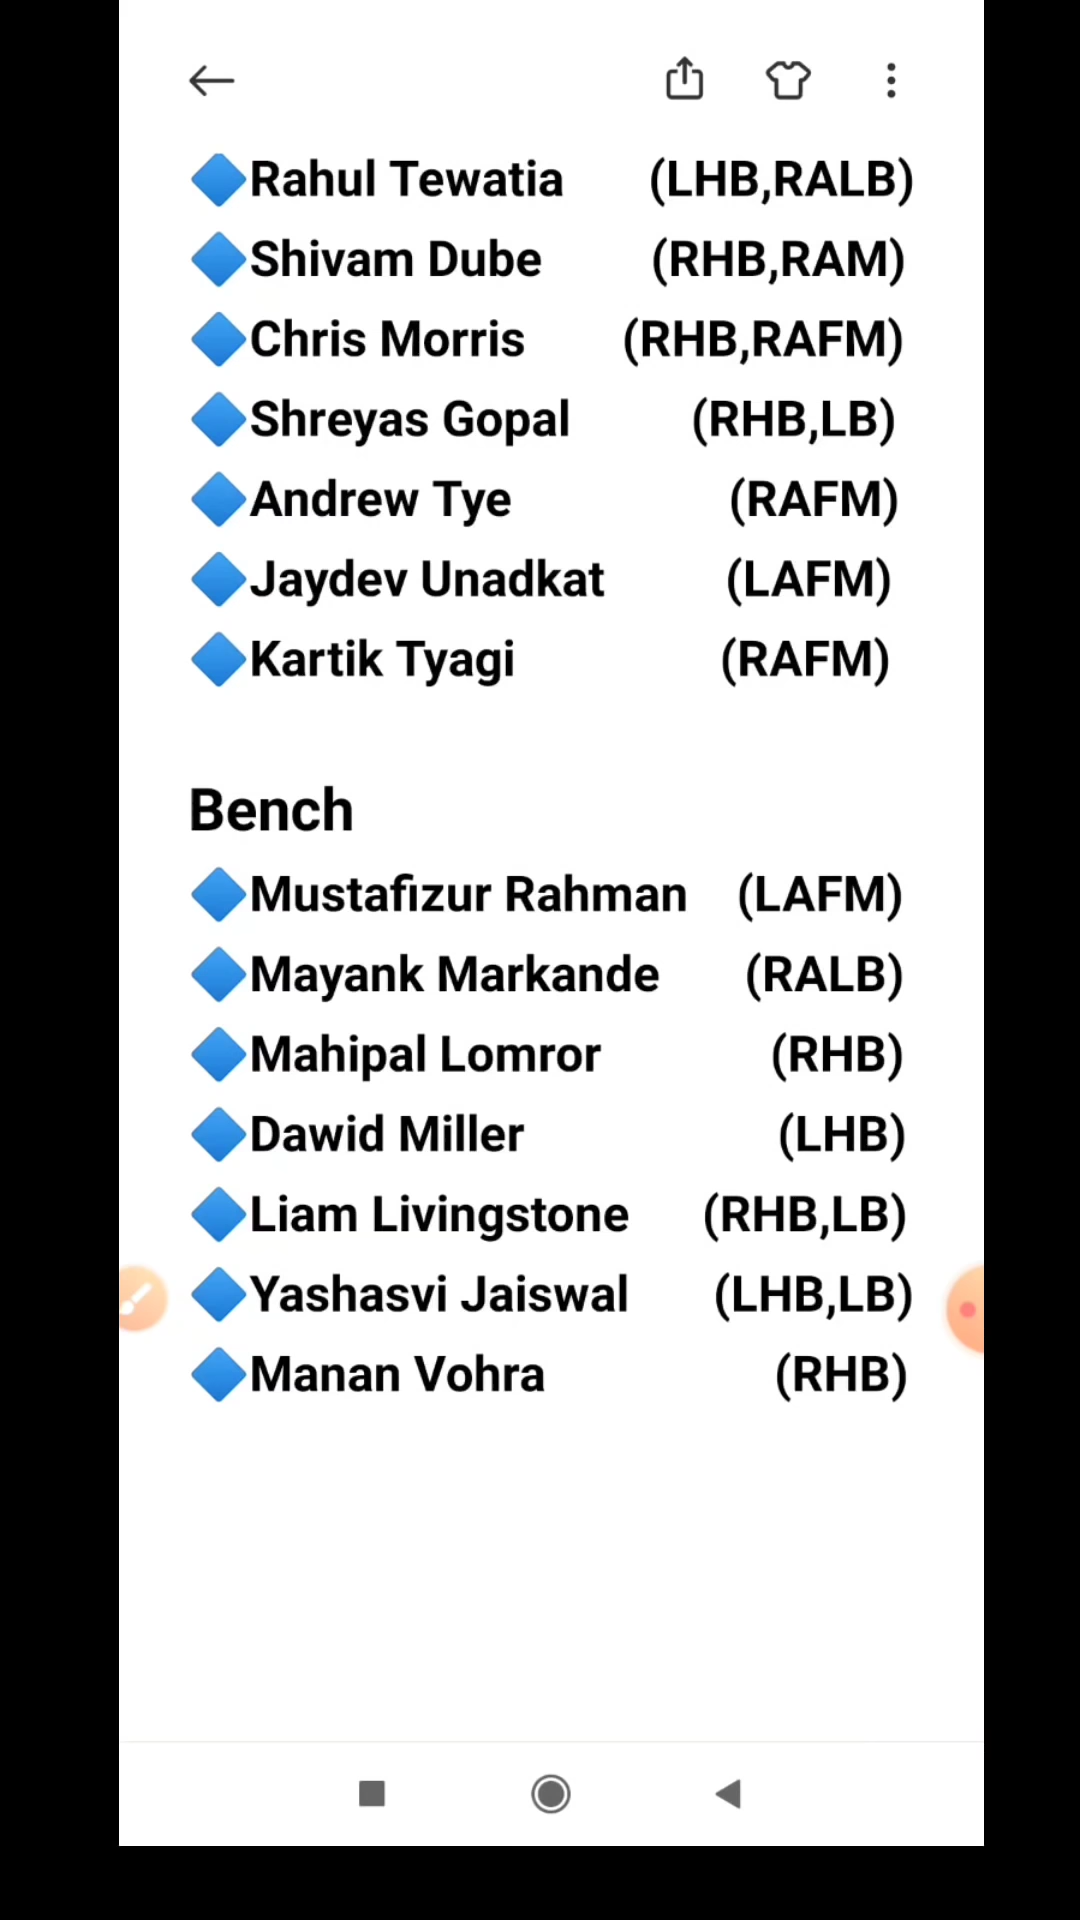 🔷Rahul Tewatia (LHB,RALB)
🔷Shivam Dube (RHB,RAM)
🔷Chris Morris (RHB,RAFM)
🔷Shreyas Gopal (RHB,LB)
🔷Andrew Tye (RAFM)
🔷Jaydev Unadkat (LAFM)
🔷Kartik Tyagi (RAFM)
Bench
🔷Mustafizur Rahman (LAFM)
🔷Mayank Markande (RALB)
🔷Mahipal Lomror (RHB)
🔷Dawid Miller (LHB)
🔷Liam Livingstone (RHB,LB)
🔷Yashasvi Jaiswal (LHB,LB)
🔷Manan Vohra (RHB)